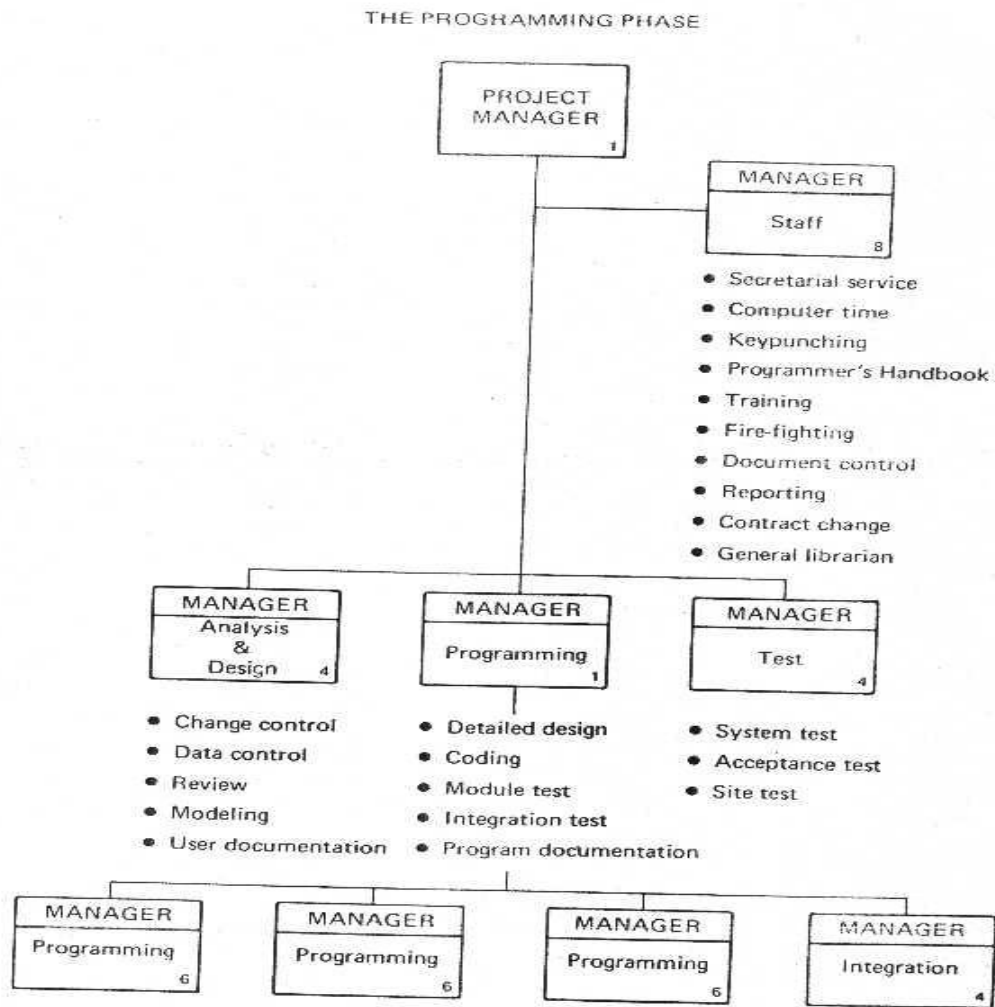 THE PROGRAMMING PHASE
PROJECT
MANAGER
1
MANAGER
Staff
8
• Secretarial service
• Computer time
• Keypunching
• Programmer's Handbook
• Training
• Fire-fighting
• Document control
• Reporting
• Contract change
• General librarian
MANAGER
Analysis
&
Design
4
• Change control
• Data control
• Review
• Modeling
• User documentation
MANAGER
Programming
1
• Detailed design
• Coding
• Module test
• Integration test
• Program documentation
MANAGER
Test
4
• System test
• Acceptance test
• Site test
MANAGER
Programming
6
MANAGER
Programming
6
MANAGER
Programming
6
MANAGER
Integration
4